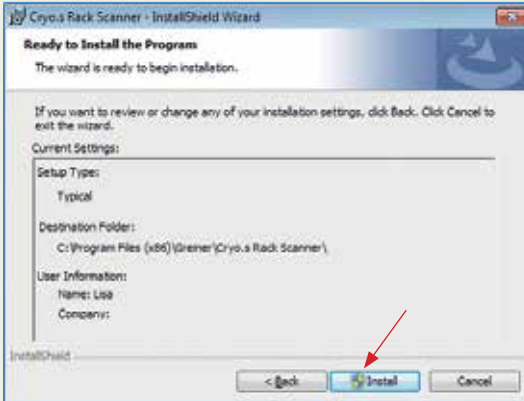 Cryo.s Rack Scanner - InstallShield Wizard
Ready to Install the Program
The wizard is ready to begin installation.
If you want to review or change any of your installation settings, click Back. Click Cancel to
exit the wizard.
Current Settings:
Setup Type:
Typical
Destination Folder:
C:\Program Files (x86)\Greiner\Cryo.s Rack Scanner\
User Information:
Name: Lisa
Company:
InstallShield
< Back
Install
Cancel